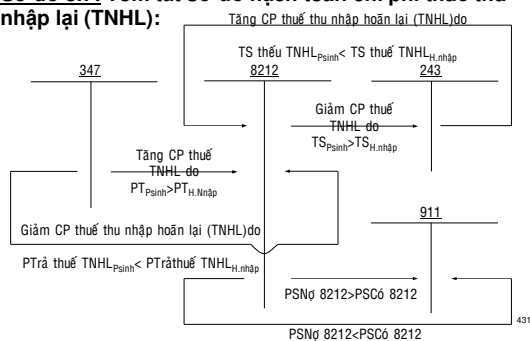 nhập lại (TNHL):
Tăng CP thuế thu nhập hoãn lại (TNHL)do
TS thếu TNHLPsinh< TS thuế TNHLH.nhập
347
8212
243
Giảm CP thuế
TNHL do
TSPsinh>TSH.nhập
Tăng CP thuế
TNHL do
PTPsinh>PTH.Nnập
911
Giảm CP thuế thu nhập hoãn lại (TNHL)do
PTrả thuế TNHLPsinh< PTrảthuế TNHLH.nhập
PSNợ 8212>PSCó 8212
PSNợ 8212<PSCó 8212
431